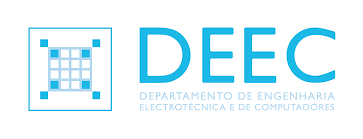 DEEC
DEPARTAMENTO DE ENGENHARIA
ELECTROTÉCNICA E DE COMPUTADORES